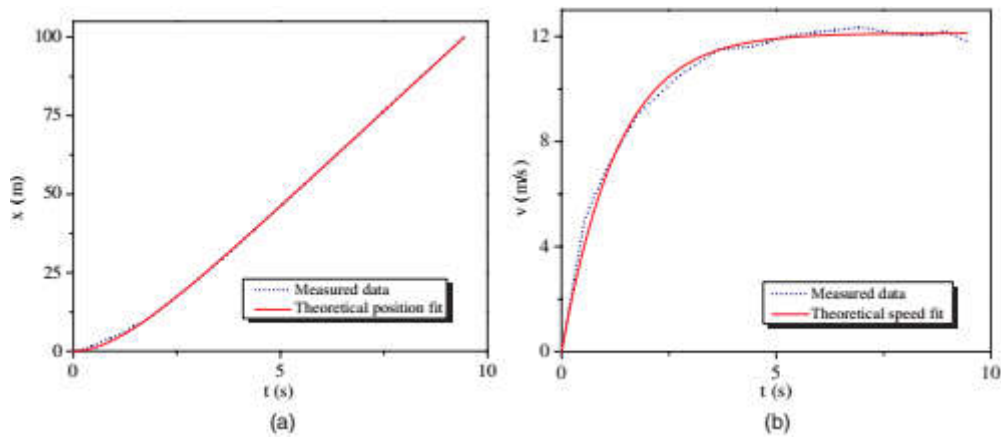 100
75
50
25
0
x (m)
Measured data
Theoretical position fit
0
5
10
t (s)
(a)
12
8
4
0
v (m/s)
Measured data
Theoretical speed fit
0
5
10
t (s)
(b)